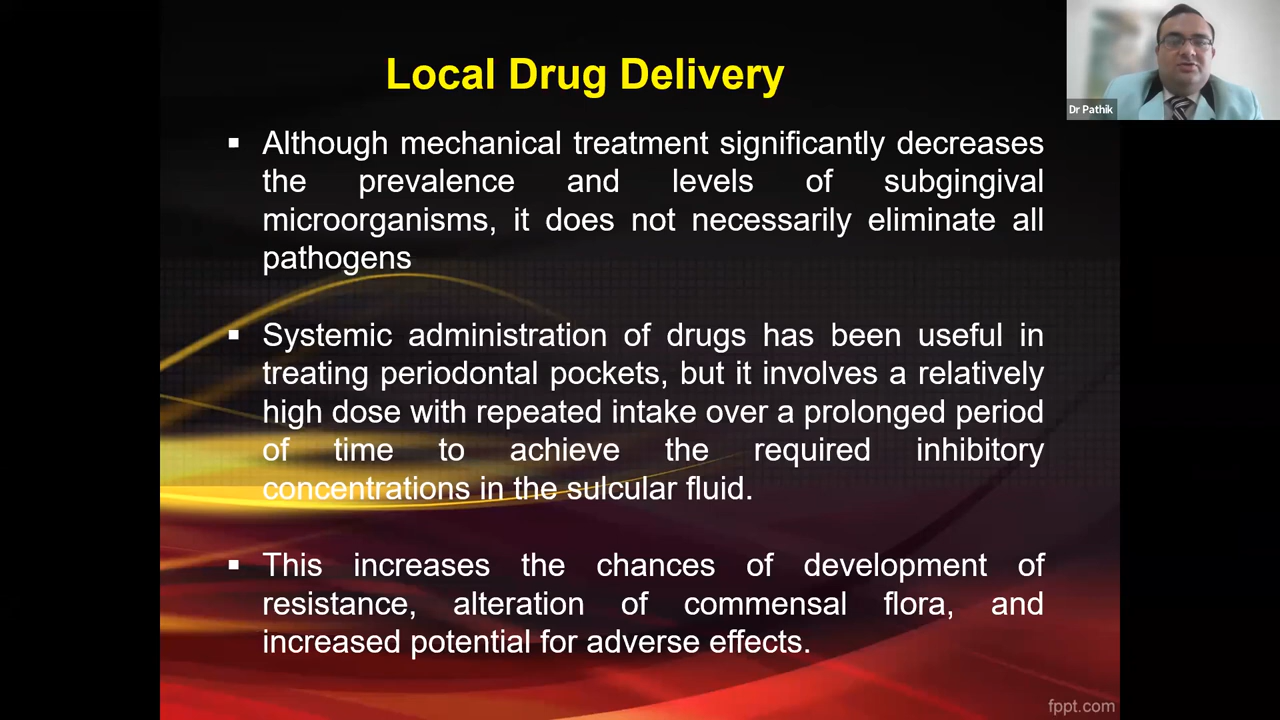 Local Drug Delivery
Dr Pathik
▪ Although mechanical treatment significantly decreases
the prevalence and levels of subgingival
microorganisms, it does not necessarily eliminate all
pathogens
▪ Systemic administration of drugs has been useful in
treating periodontal pockets, but it involves a relatively
high dose with repeated intake over a prolonged period
of time to achieve the required inhibitory
concentrations in the sulcular fluid.
▪ This increases the chances of development of
resistance, alteration of commensal flora, and
increased potential for adverse effects.
fppt.com